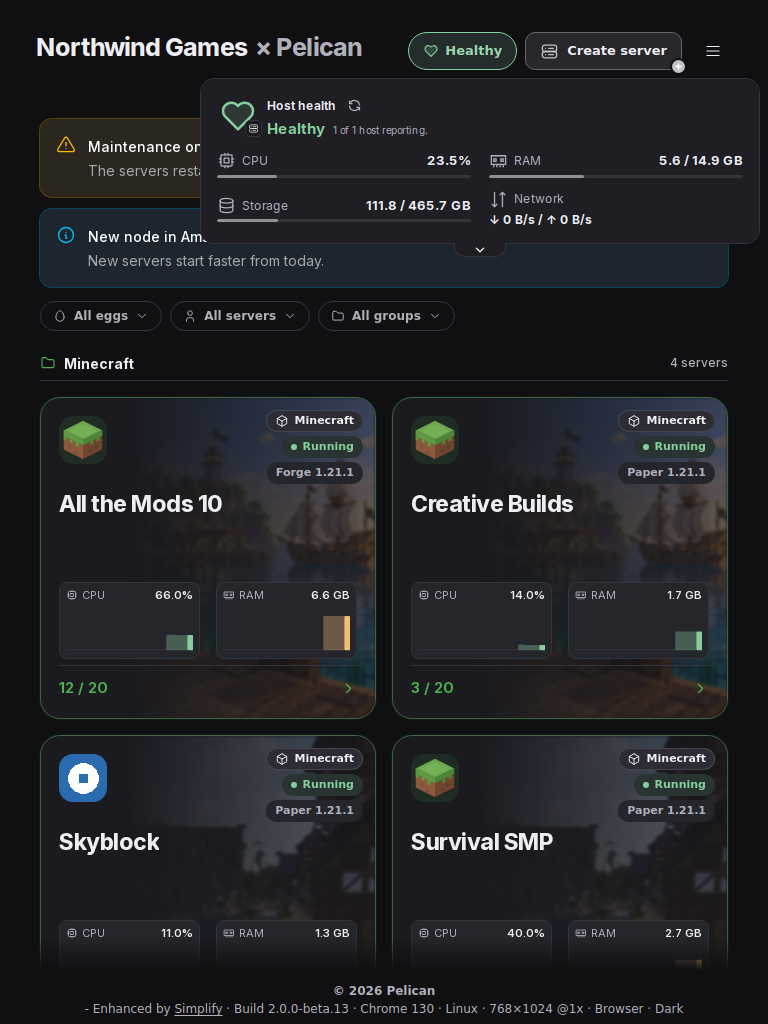 Northwind Games × Pelican
Healthy
Create server
Host health
Healthy 1 of 1 host reporting.
CPU 23.5%
RAM 5.6 / 14.9 GB
Storage 111.8 / 465.7 GB
Network
↓ 0 B/s / ↑ 0 B/s
Maintenance on
The servers resta
New node in Ams
New servers start faster from today.
All eggs
All servers
All groups
Minecraft
4 servers
Minecraft
Running
Forge 1.21.1
All the Mods 10
CPU 66.0%
RAM 6.6 GB
12 / 20
Minecraft
Running
Paper 1.21.1
Creative Builds
CPU 14.0%
RAM 1.7 GB
3 / 20
Minecraft
Running
Paper 1.21.1
Skyblock
CPU 11.0%
RAM 1.3 GB
Minecraft
Running
Paper 1.21.1
Survival SMP
CPU 40.0%
RAM 2.7 GB
© 2026 Pelican
- Enhanced by Simplify · Build 2.0.0-beta.13 · Chrome 130 · Linux · 768×1024 @1x · Browser · Dark